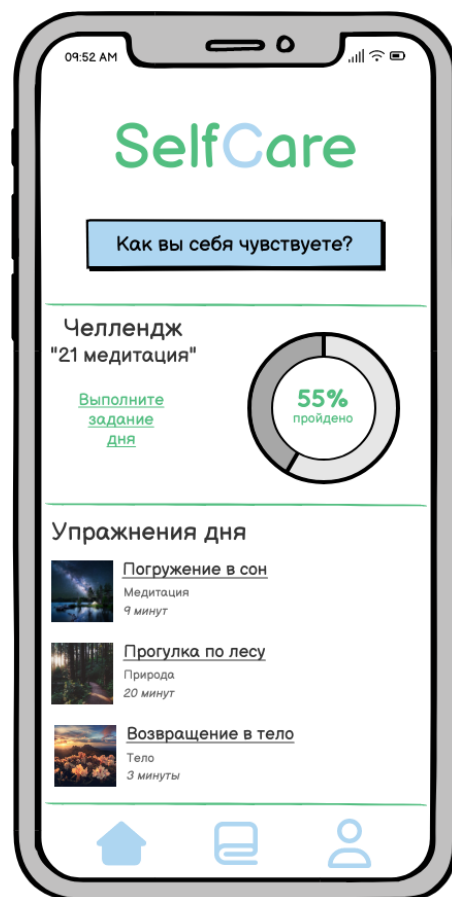 09:52 AM
SelfCare
Как вы себя чувствуете?
Челлендж
"21 медитация"
Выполните
задание
дня
55%
пройдено
Упражнения дня
Погружение в сон
Медитация
9 минут
Прогулка по лесу
Природа
20 минут
Возвращение в тело
Тело
3 минуты